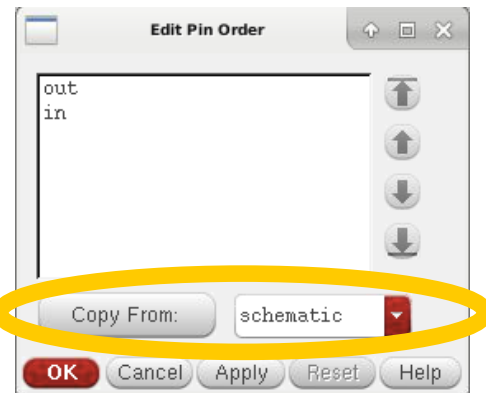 Edit Pin Order
out
in
Copy From: schematic
OK Cancel Apply Reset Help